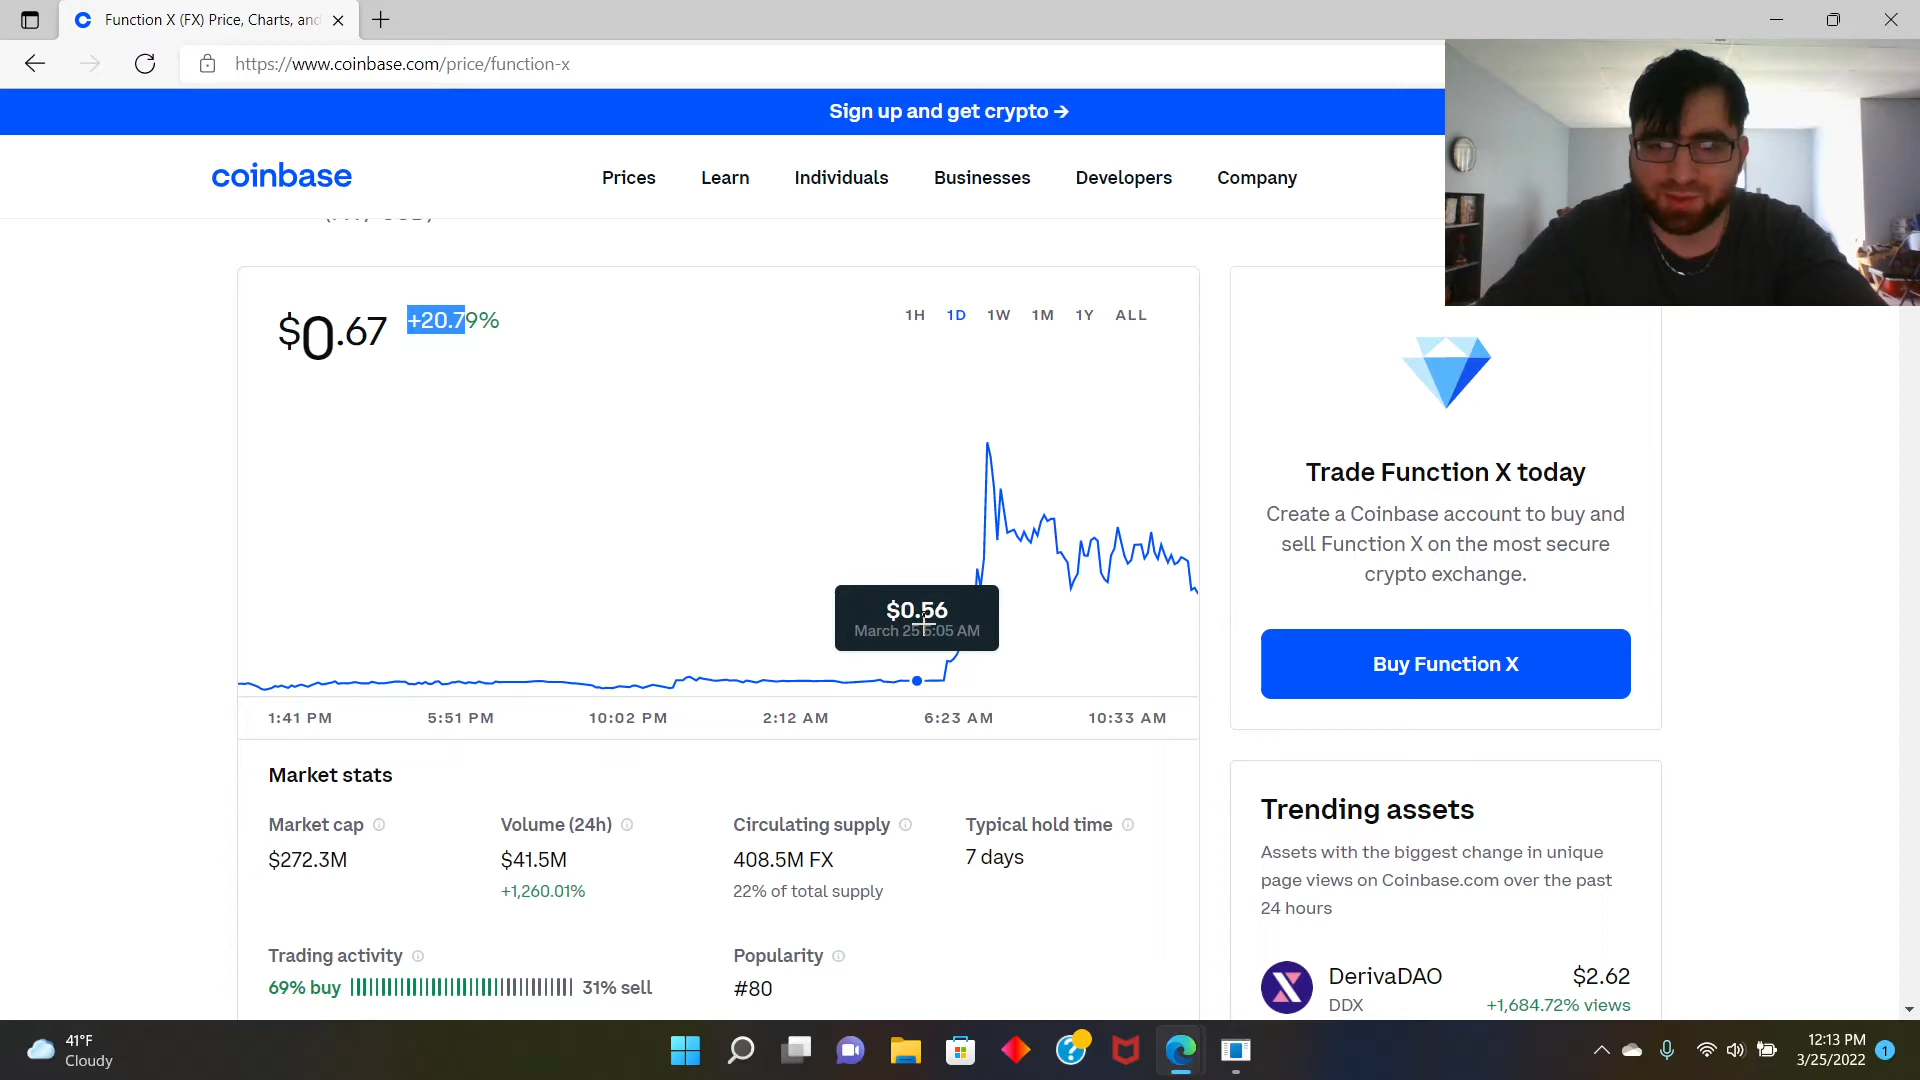 Function X (FX) Price, Charts, and
https://www.coinbase.com/price/function-x
Sign up and get crypto →
coinbase
Prices
Learn
Individuals
Businesses
Developers
Company
$0.67
+20.79%
1H
1D
1W
1M
1Y
ALL
$0.56
March 25 5:05 AM
1:41 PM
5:51 PM
10:02 PM
2:12 AM
6:23 AM
10:33 AM
Trade Function X today
Create a Coinbase account to buy and
sell Function X on the most secure
crypto exchange.
Buy Function X
Market stats
Market cap
$272.3M
Volume (24h)
$41.5M
+1,260.01%
Circulating supply
408.5M FX
22% of total supply
Typical hold time
7 days
Trading activity
69% buy
31% sell
Popularity
#80
Trending assets
Assets with the biggest change in unique
page views on Coinbase.com over the past
24 hours
DerivaDAO
DDX
$2.62
+1,684.72% views
41°F
Cloudy
12:13 PM
3/25/2022
1